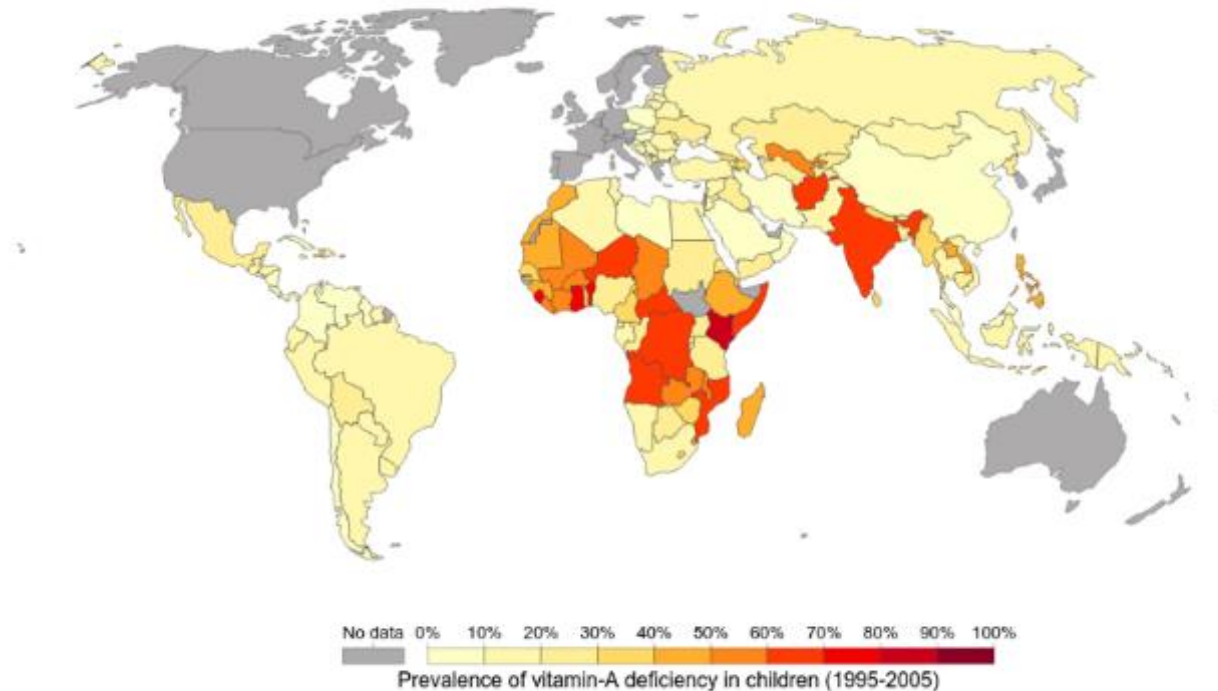 No data 0% 10% 20% 30% 40% 50% 60% 70% 80% 90% 100%
Prevalence of vitamin-A deficiency in children (1995-2005)